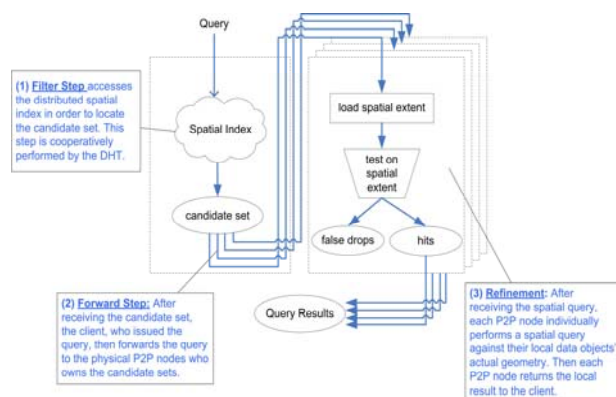 Query
(1) Filter Step accesses
the distributed spatial
index in order to locate
the candidate set. This
step is cooperatively
performed by the DHT.
Spatial Index
candidate set
load spatial extent
test on
spatial
extent
false drops
hits
Query Results
(2) Forward Step: After
receiving the candidate set,
the client, who issued the
query, then forwards the query
to the physical P2P nodes who
owns the candidate sets.
(3) Refinement: After
receiving the spatial query,
each P2P node individually
performs a spatial query
against their local data objects'
actual geometry. Then each
P2P node returns the local
result to the client.